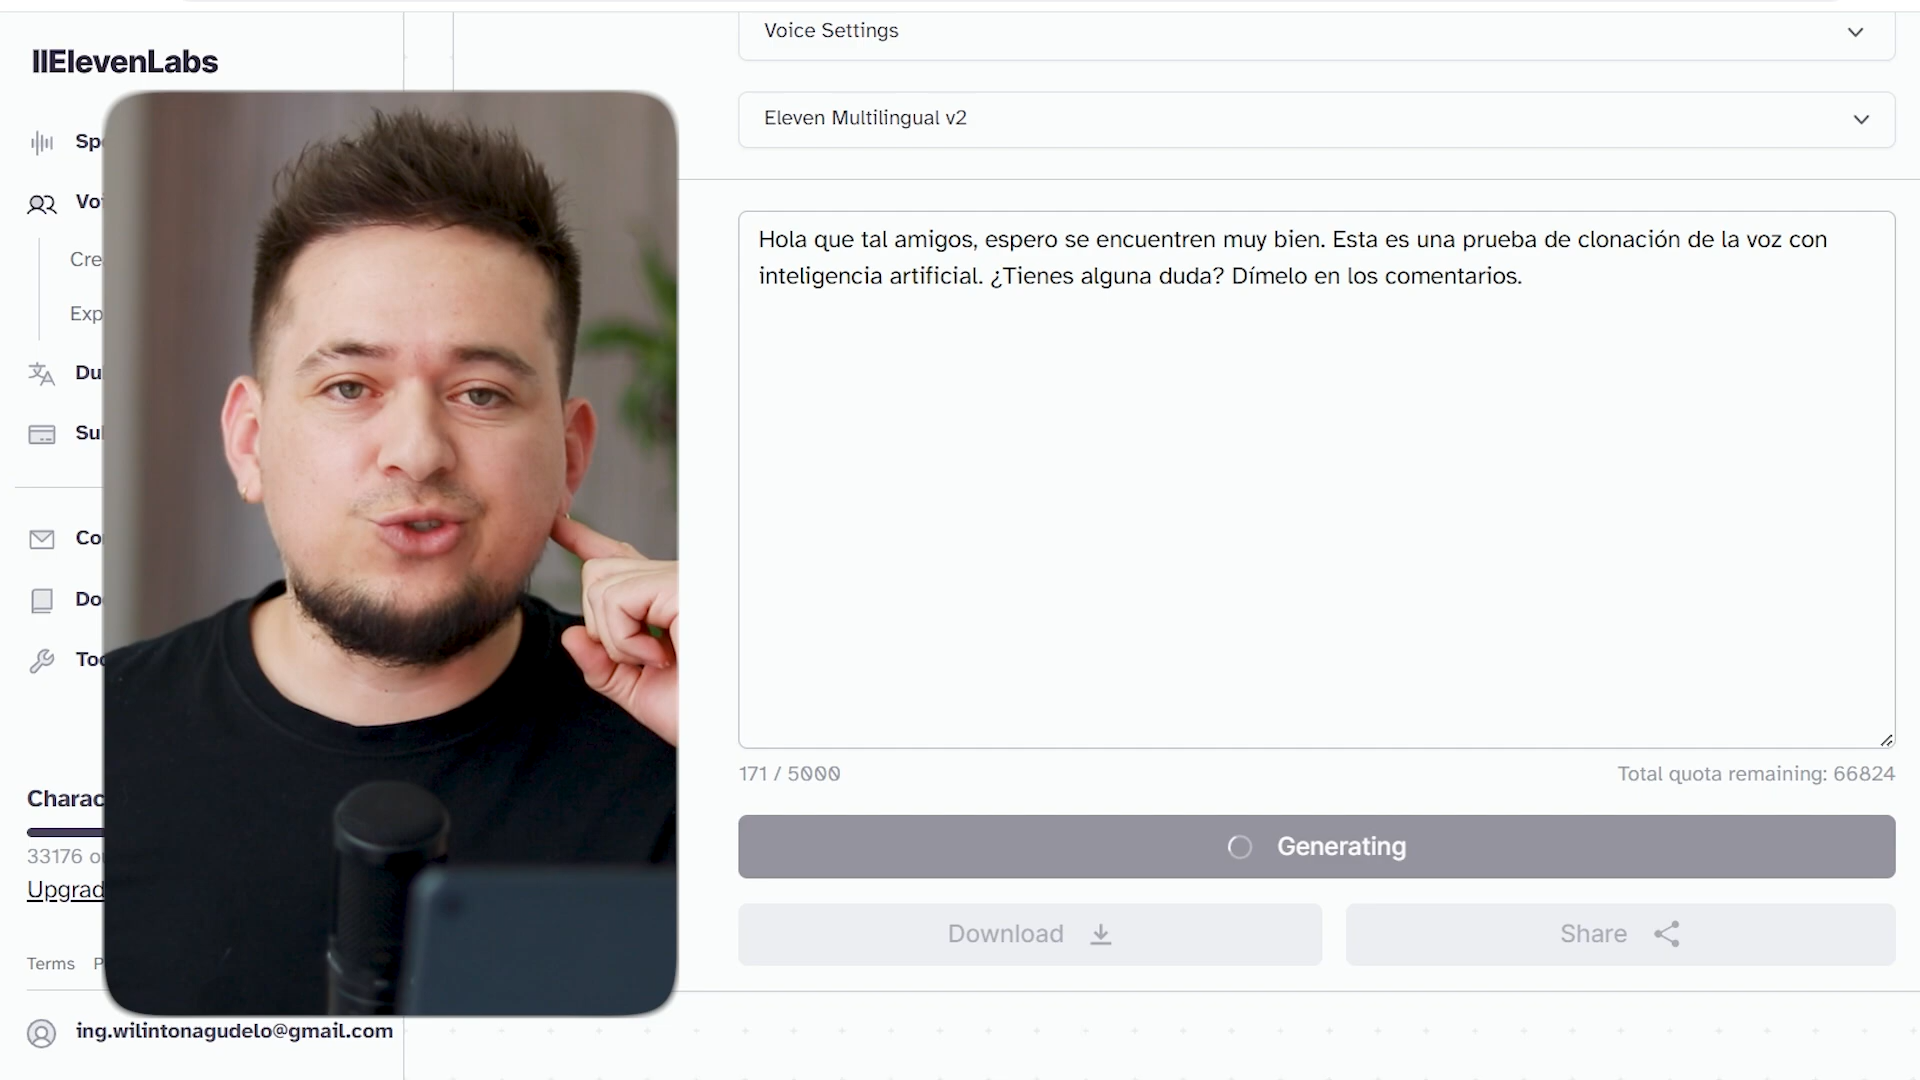 IIElevenLabs
Voice Settings
Eleven Multilingual v2
Hola que tal amigos, espero se encuentren muy bien. Esta es una prueba de clonación de la voz con
inteligencia artificial. ¿Tienes alguna duda? Dímelo en los comentarios.
171 / 5000
Total quota remaining: 66824
Generating
Download
Share
33176
Terms
ing.wilintonagudelo@gmail.com